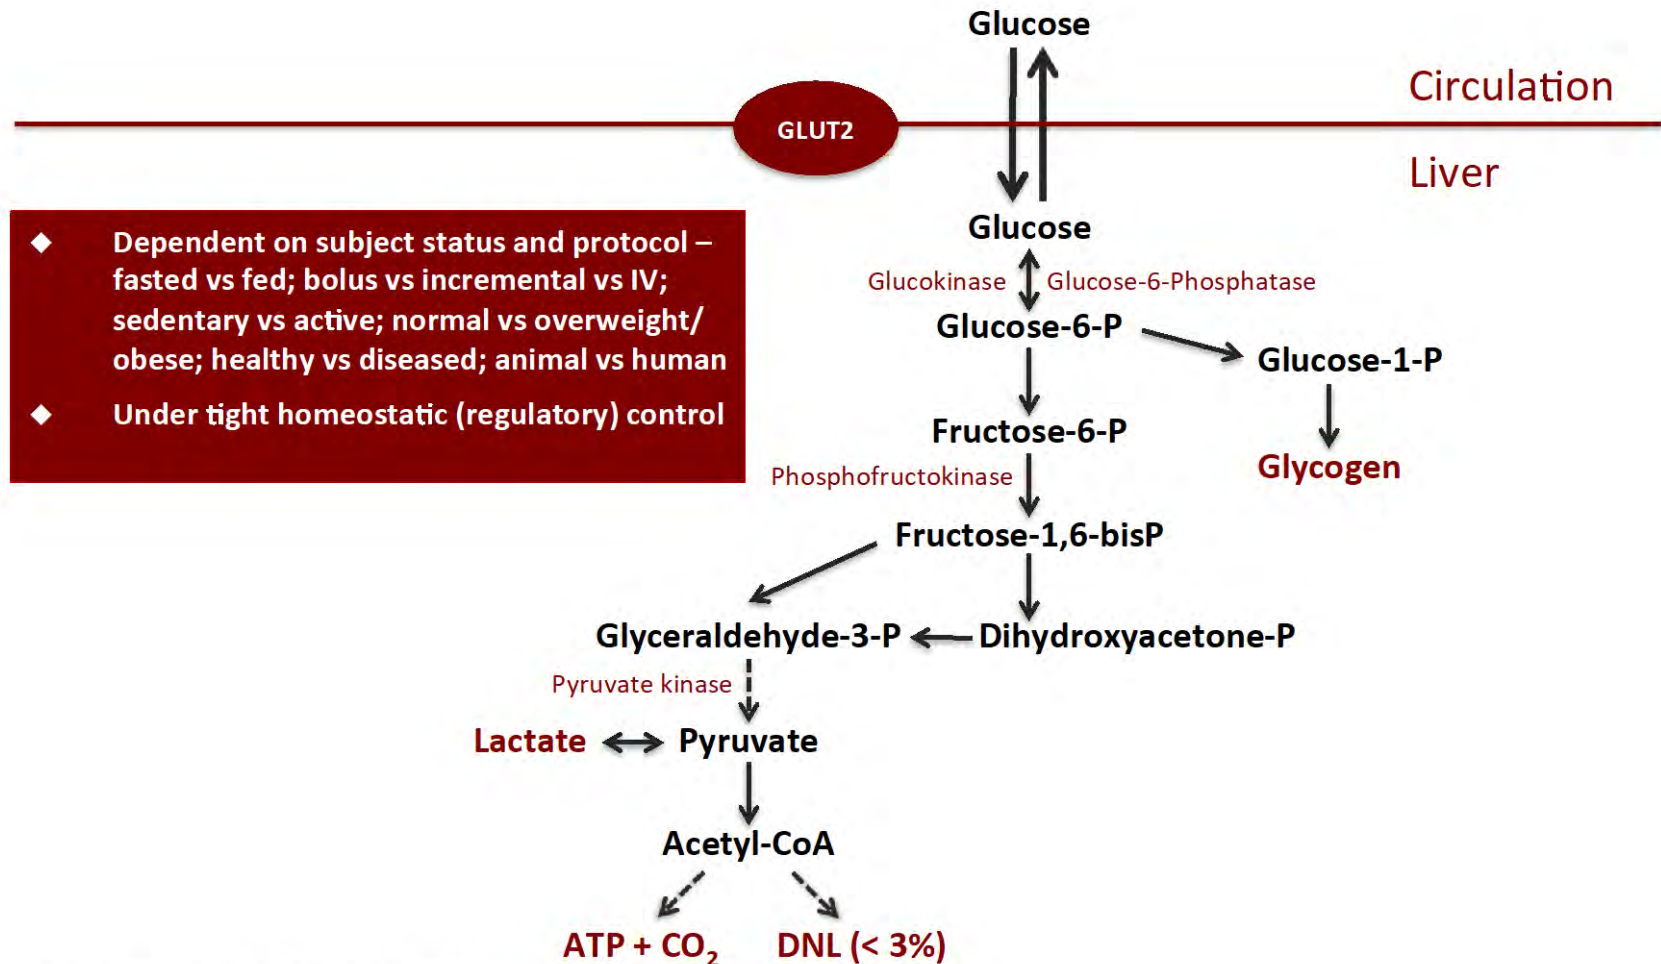 Glucose
Circulation
GLUT2
Liver
Glucose
◆ Dependent on subject status and protocol –
fasted vs fed; bolus vs incremental vs IV;
sedentary vs active; normal vs overweight/
obese; healthy vs diseased; animal vs human
◆ Under tight homeostatic (regulatory) control
Glucokinase Glucose-6-Phosphatase
Glucose-6-P
Glucose-1-P
Fructose-6-P
Glycogen
Phosphofructokinase
Fructose-1,6-bisP
Glyceraldehyde-3-P Dihydroxyacetone-P
Pyruvate kinase
Lactate Pyruvate
Acetyl-CoA
ATP + CO₂ DNL (< 3%)